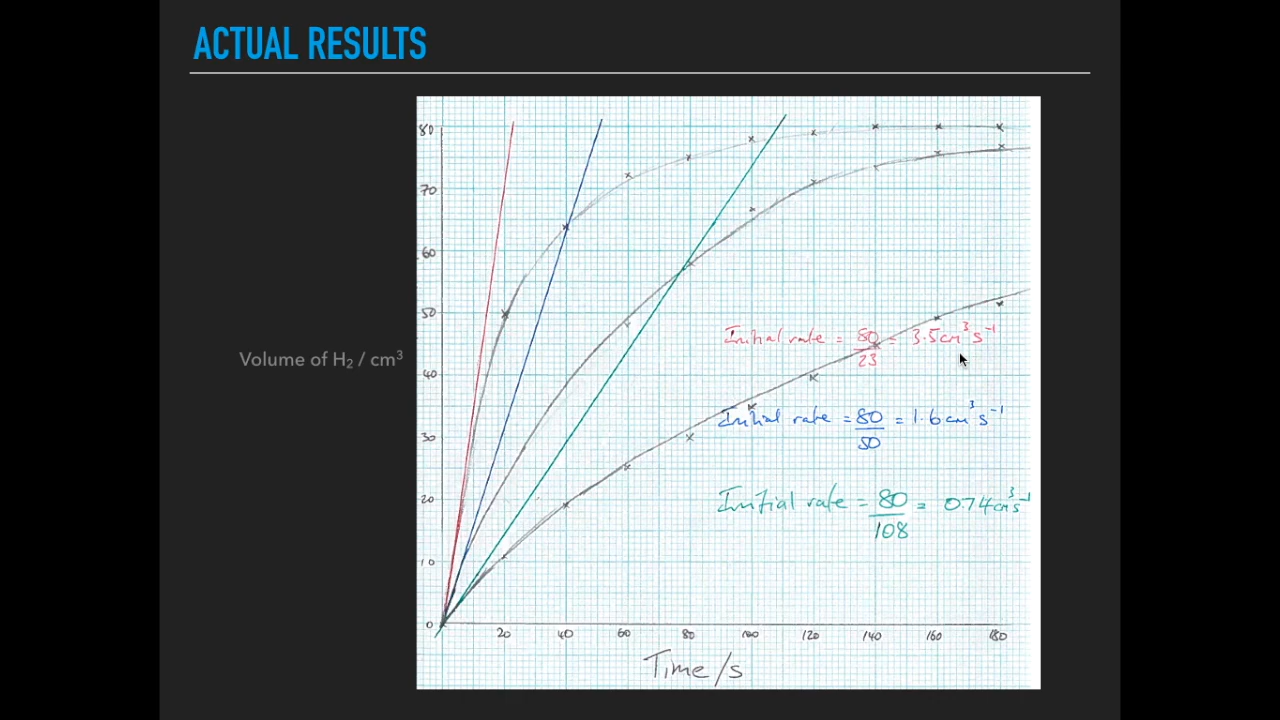 ACTUAL RESULTS
80
70
60
50
40
30
20
10
0
Volume of H₂ / cm³
Initial rate = 80/23 = 3.5cm³s⁻¹
Initial rate = 80/50 = 1.6cm³s⁻¹
Initial rate = 80/108 = 0.74cm³s⁻¹
20 40 60 80 100 120 140 160 180
Time /s